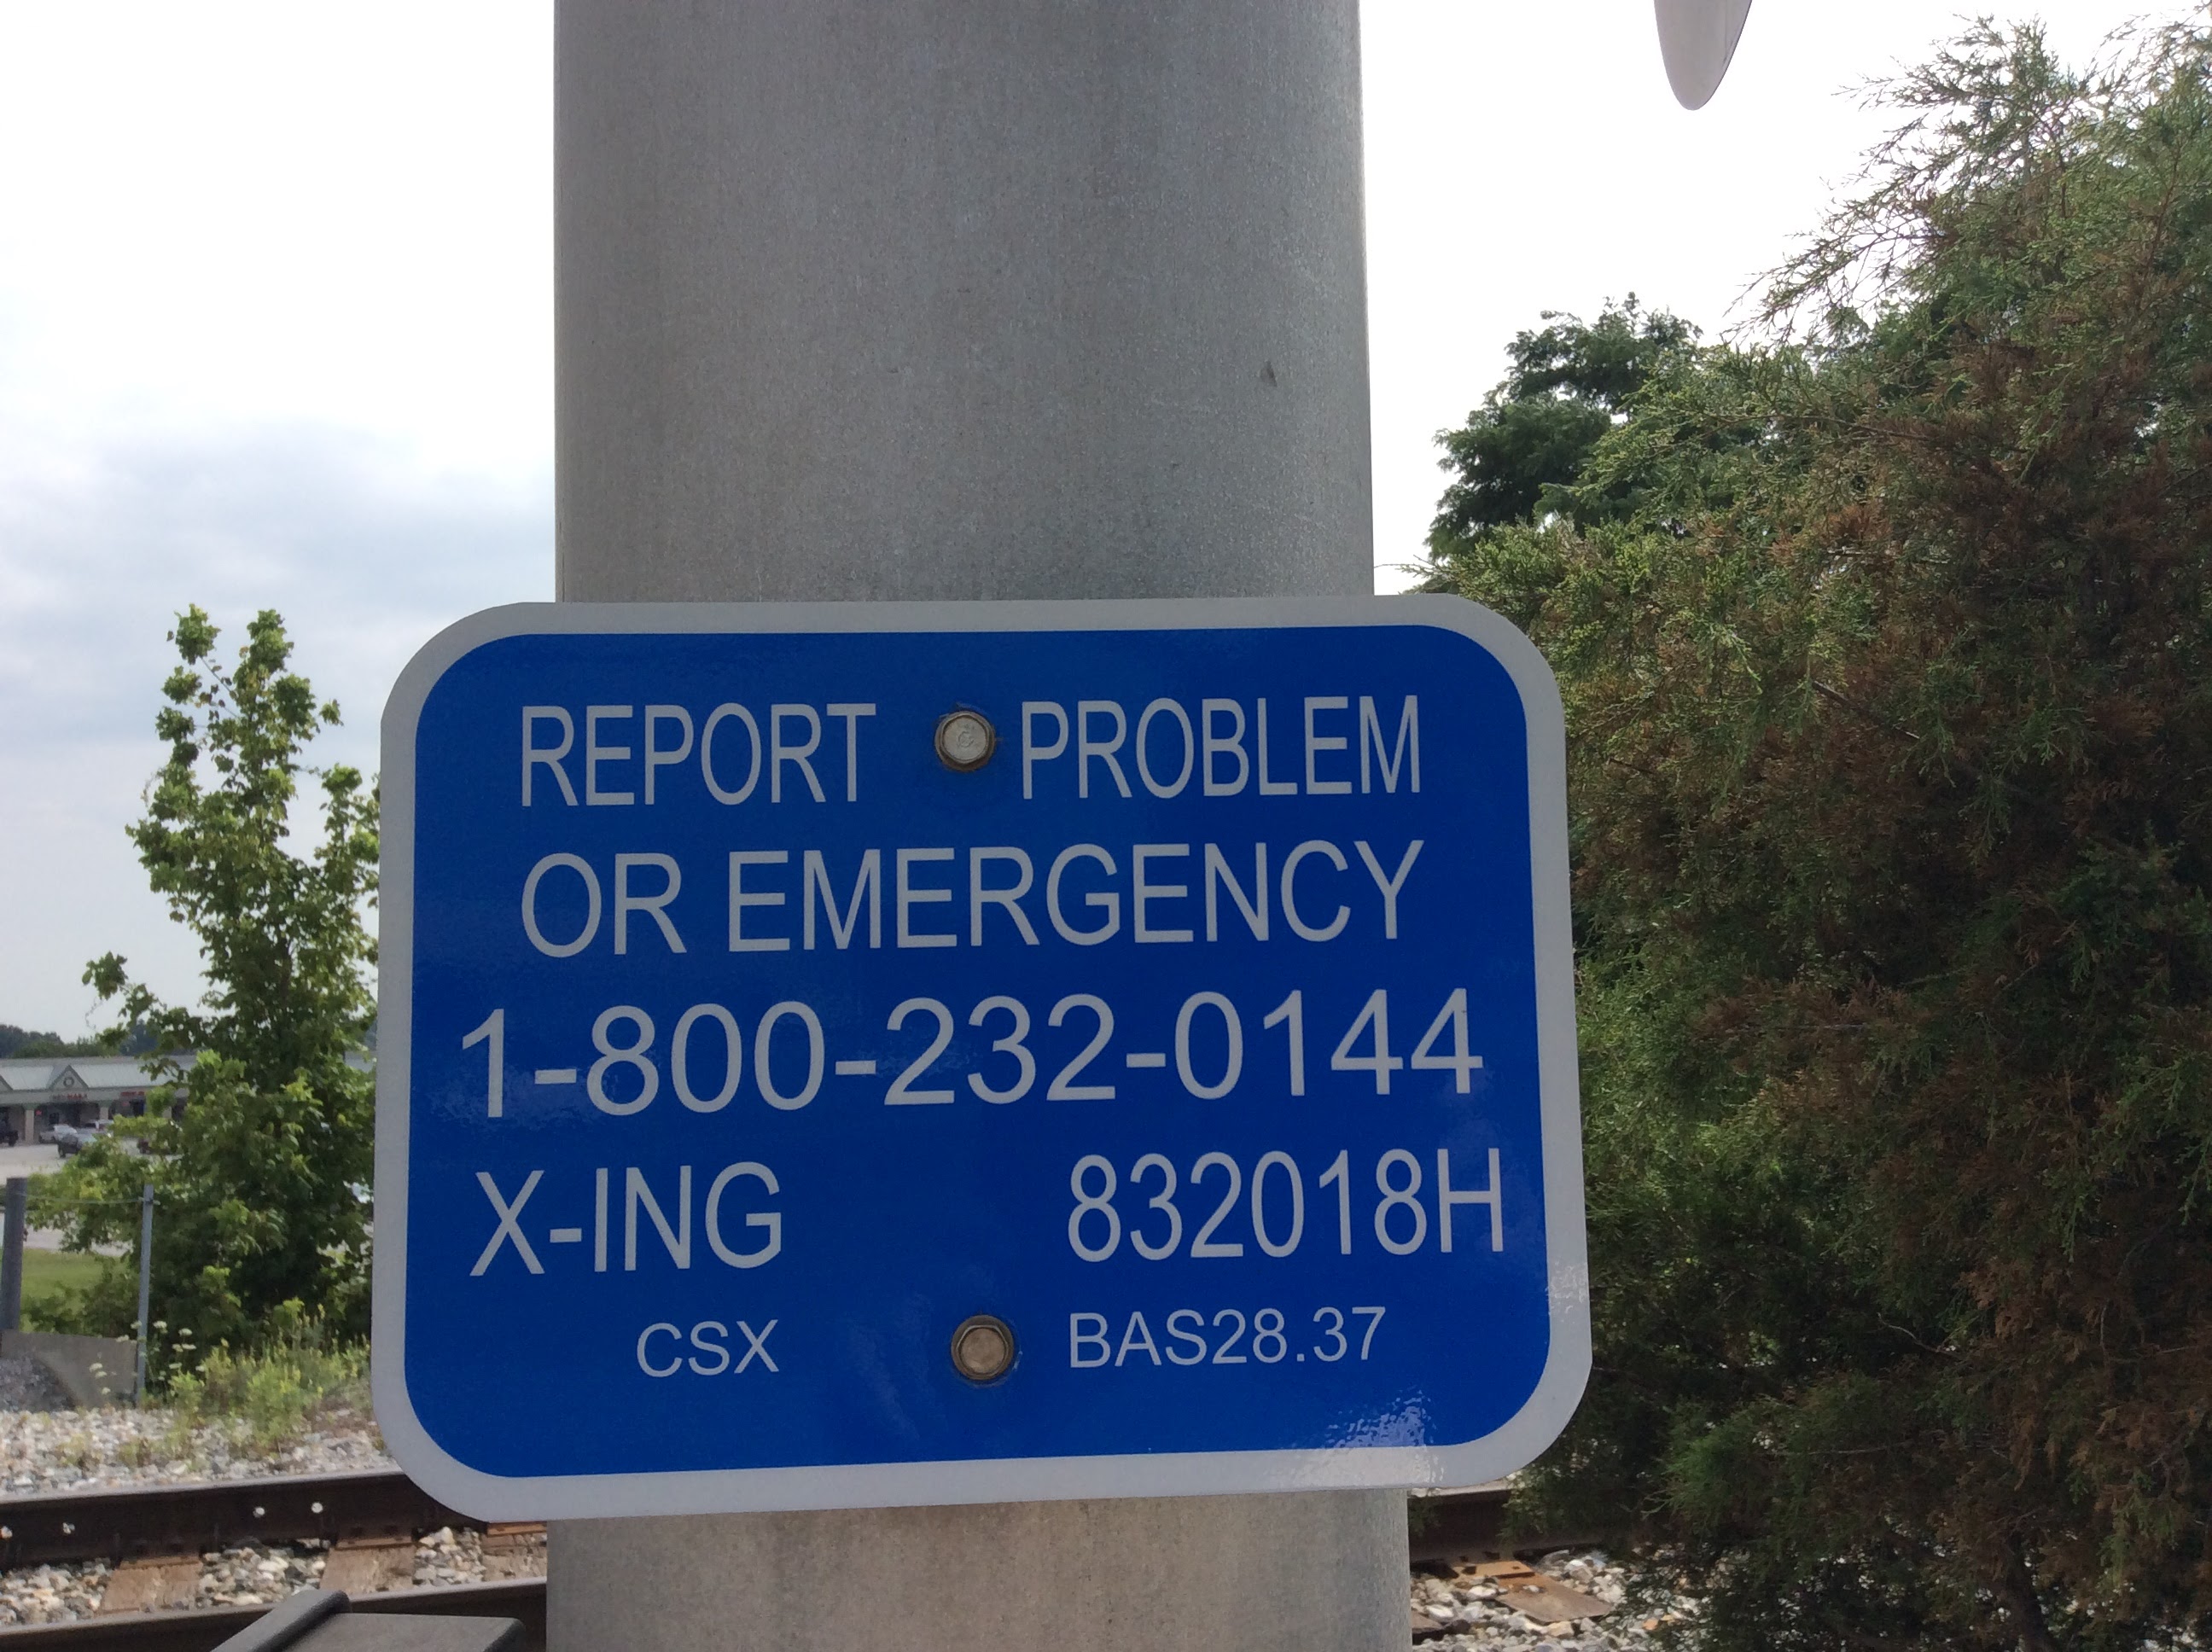 REPORT PROBLEM
OR EMERGENCY
1-800-232-0144
X-ING 832018H
CSX BAS28.37